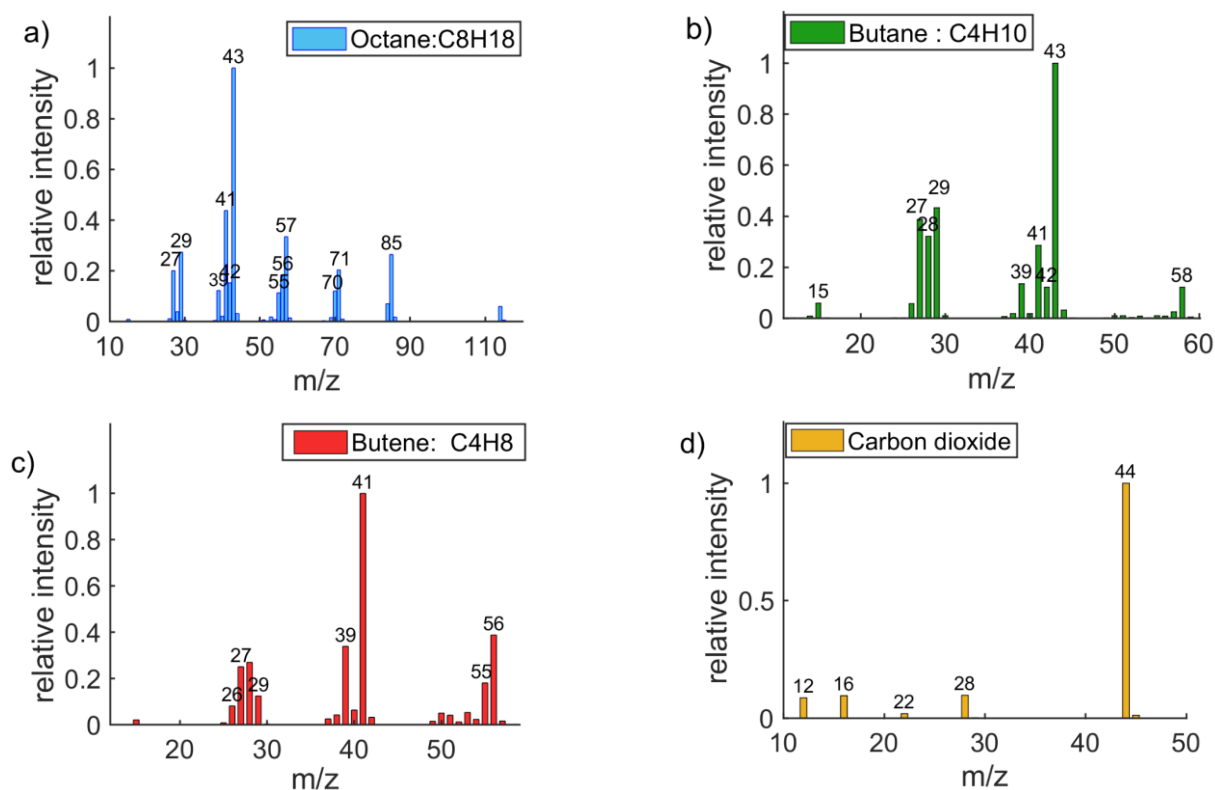 a)
Octane:C8H18
43
1
0.8
0.6
41
0.4
57
29
85
27
71
0.2
56
42
39
55
70
0
10 30 50 70 90 110
m/z
relative intensity
b)
Butane : C4H10
43
1
0.8
0.6
29
27
0.4
28
41
0.2
39
42
58
15
0
20 30 40 50 60
m/z
relative intensity
c)
Butene: C4H8
41
1
0.8
0.6
56
0.4
39
27
55
0.2
29
26
0
20 30 40 50
m/z
relative intensity
d)
Carbon dioxide
44
1
0.5
12 16 28
22
0
10 20 30 40 50
m/z
relative intensity